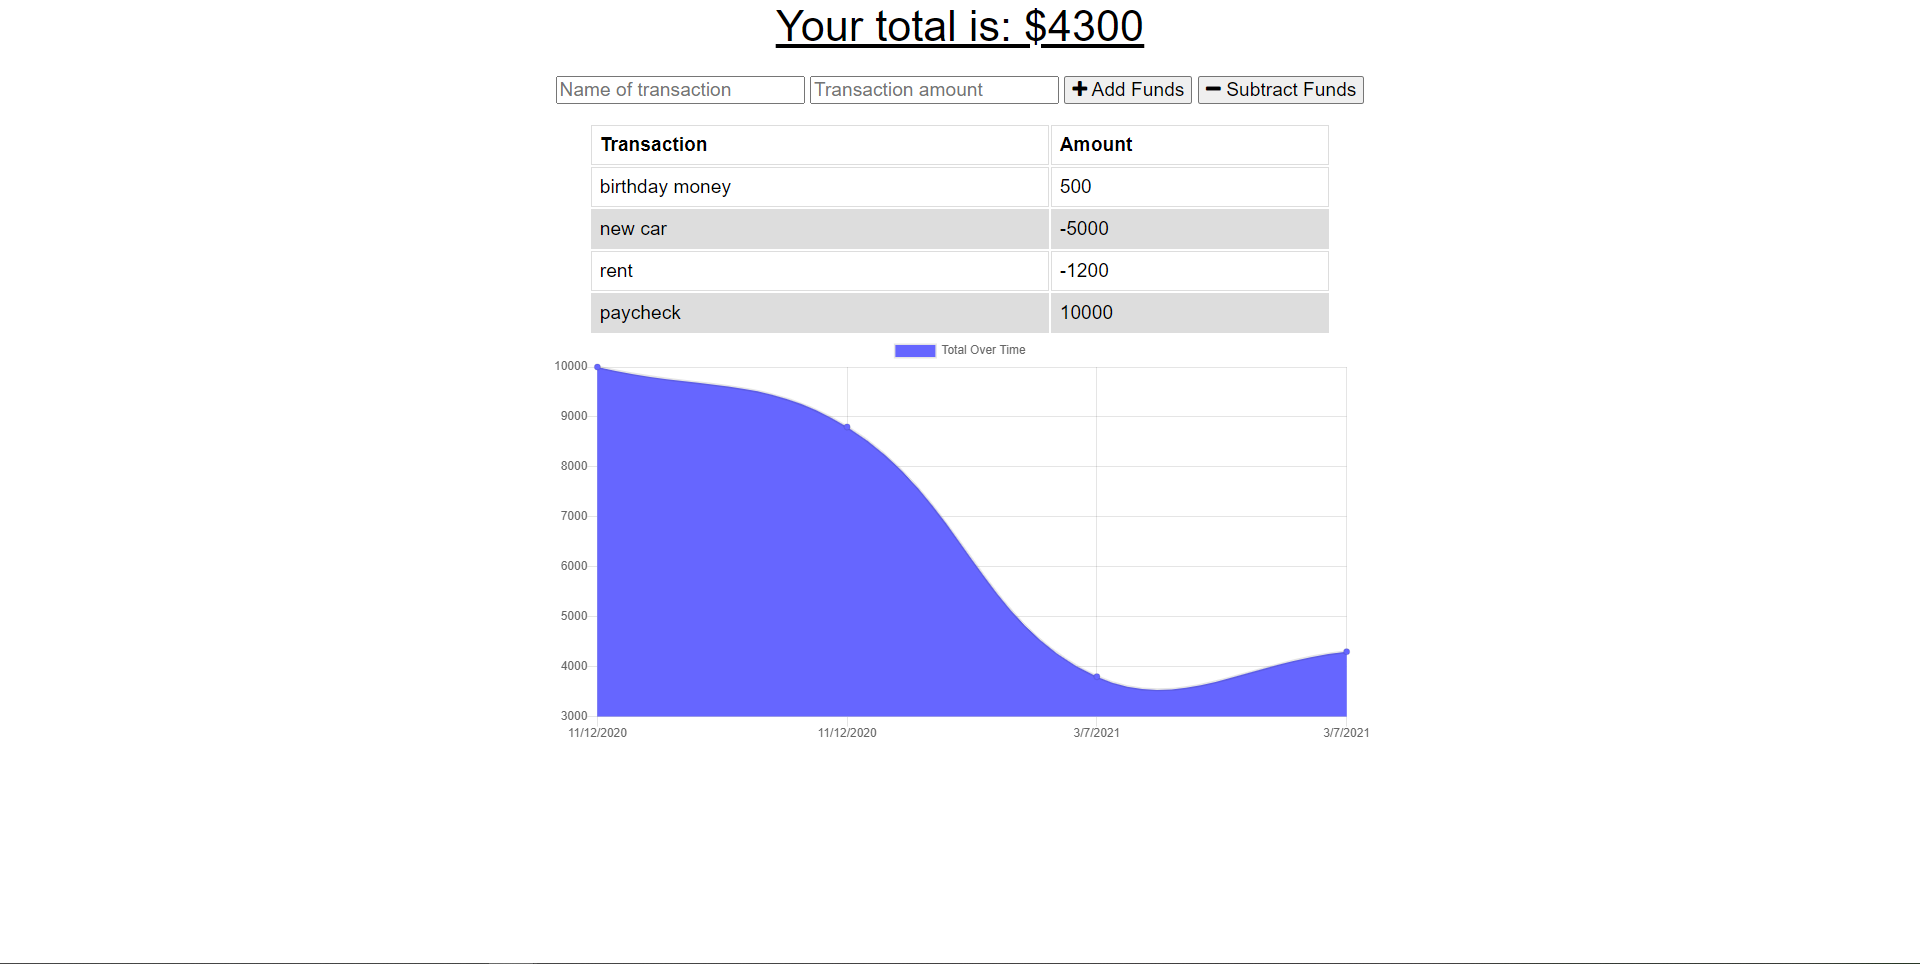 Your total is: $4300
Name of transaction Transaction amount Add Funds Subtract Funds
Transaction Amount
birthday money 500
new car -5000
rent -1200
paycheck 10000
Total Over Time
10000
9000
8000
7000
6000
5000
4000
3000
11/12/2020 11/12/2020 3/7/2021 3/7/2021